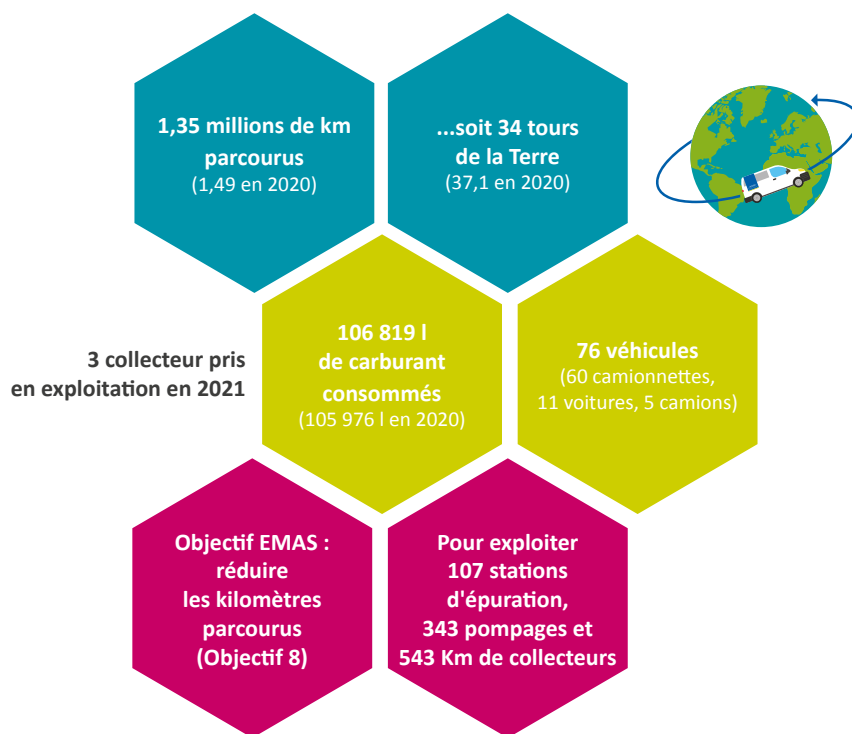 1,35 millions de km
parcourus
(1,49 en 2020)
...soit 34 tours
de la Terre
(37,1 en 2020)
3 collecteur pris
en exploitation en 2021
106 819 l
de carburant
consommés
(105 976 l en 2020)
76 véhicules
(60 camionnettes,
11 voitures, 5 camions)
Objectif EMAS :
réduire
les kilomètres
parcourus
(Objectif 8)
Pour exploiter
107 stations
d'épuration,
343 pompages et
543 Km de collecteurs